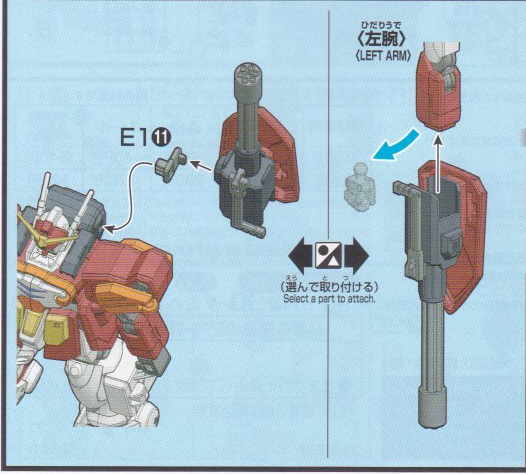 E1⓫
ひだりうで
〈左腕〉
〈LEFT ARM〉
えら と つ
(選んで取り付ける)
Select a part to attach.